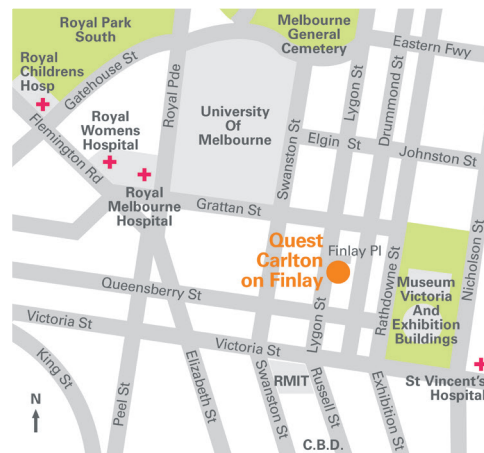 Royal Park
South
Melbourne
General
Cemetery
Eastern Fwy
Royal
Childrens
Hosp
Gatehouse St
Royal Pde
Lygon St
Drummond St
Royal
Womens
Hospital
University
Of
Melbourne
Swanston St
Elgin St
Johnston St
Flemington Rd
Royal
Melbourne
Hospital
Grattan St
Quest
Carlton
on Finlay
Finlay Pl
Nicholson St
Rathdowne St
Museum
Victoria
And
Exhibition
Buildings
Queensberry St
Lygon St
Victoria St
Victoria St
St Vincent's
Hospital
King St
Peel St
Elizabeth St
Swanston St
RMIT
Russell St
Exhibition St
N
C.B.D.